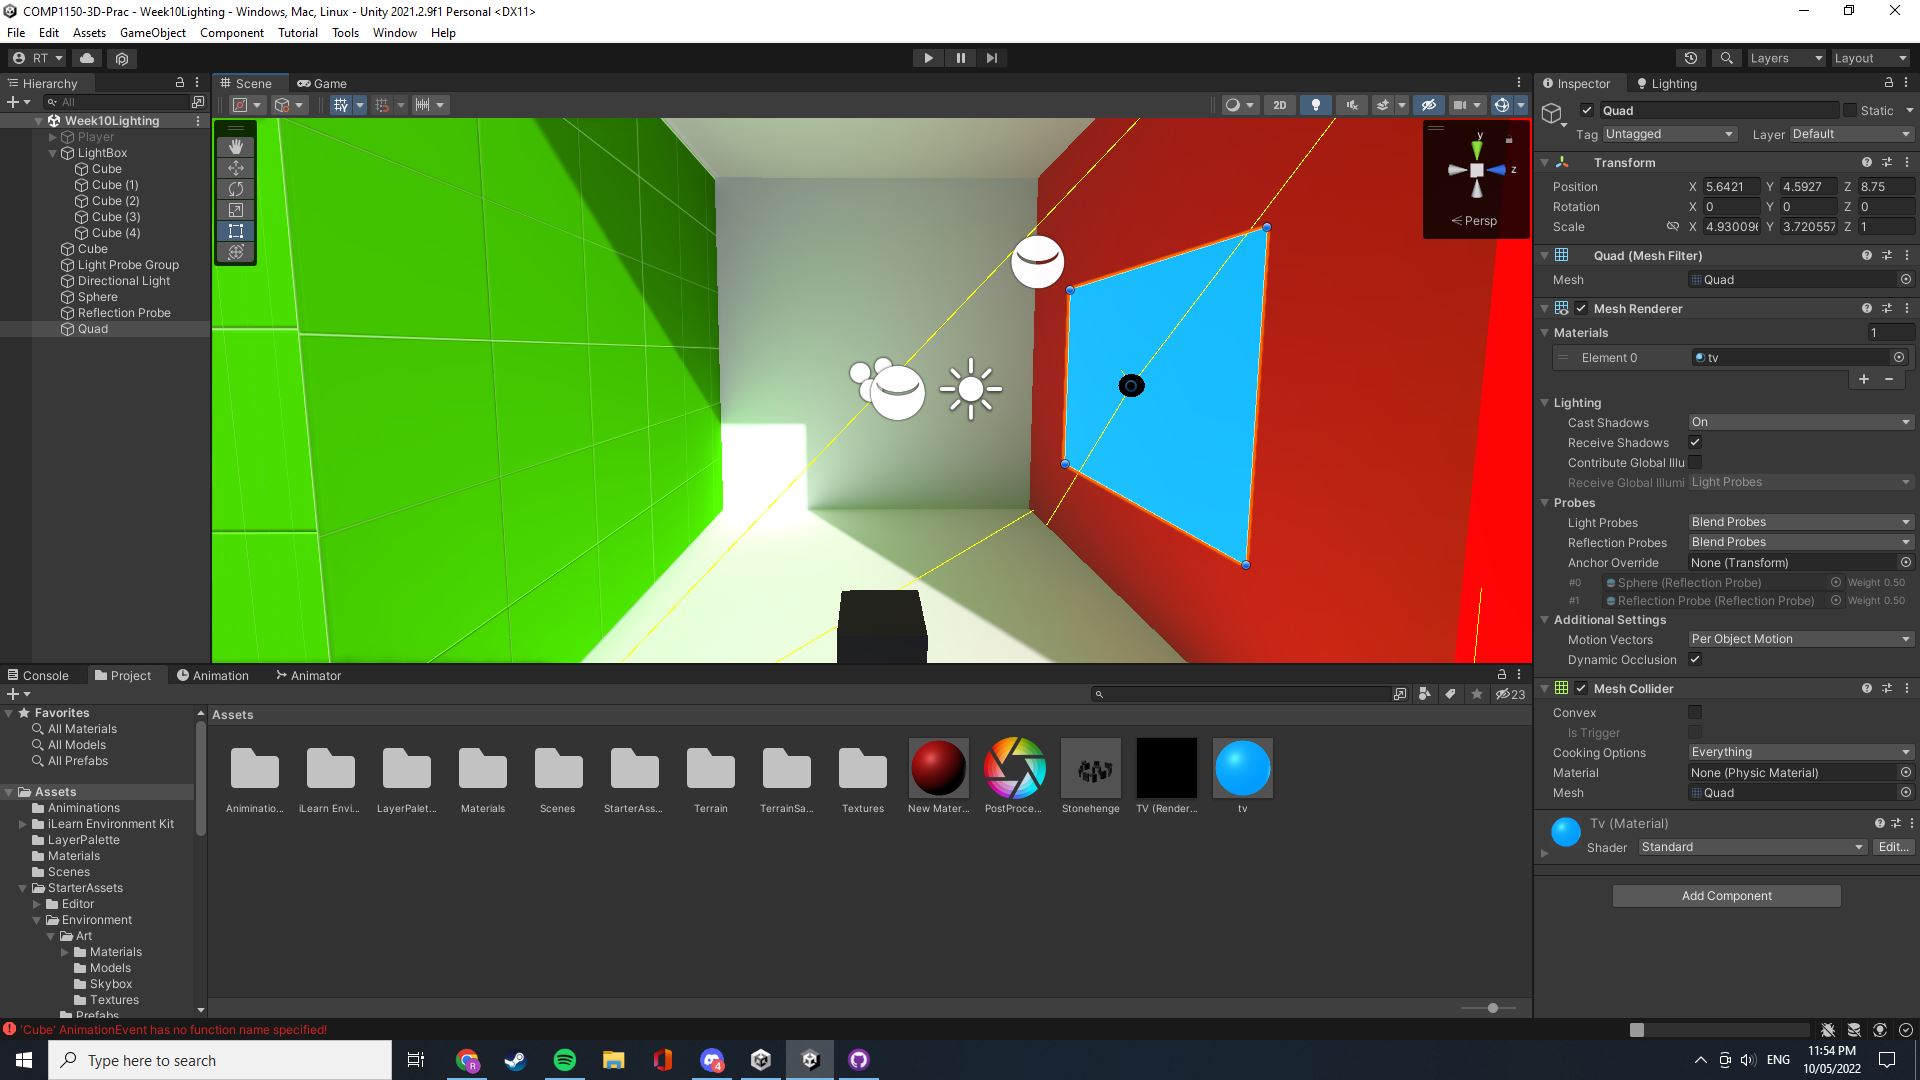 COMP1150-3D-Prac - Week10Lighting - Windows, Mac, Linux - Unity 2021.2.9f1 Personal <DX11>
File Edit Assets GameObject Component Tutorial Tools Window Help
RT Layers Layout
Hierarchy
All
Week10Lighting
Player
LightBox
Cube
Cube (1)
Cube (2)
Cube (3)
Cube (4)
Cube
Light Probe Group
Directional Light
Sphere
Reflection Probe
Quad
Scene Game
2D
y
z
Persp
Inspector Lighting
Quad Static
Tag Untagged Layer Default
Transform
Position X 5.6421 Y 4.5927 Z 8.75
Rotation X 0 Y 0 Z 0
Scale X 4.930096 Y 3.720557 Z 1
Quad (Mesh Filter)
Mesh Quad
Mesh Renderer
Materials 1
Element 0 tv
Lighting
Cast Shadows On
Receive Shadows
Contribute Global Illu
Receive Global Illumi Light Probes
Probes
Light Probes Blend Probes
Reflection Probes Blend Probes
Anchor Override None (Transform)
#0 Sphere (Reflection Probe) Weight 0.50
#1 Reflection Probe (Reflection Probe) Weight 0.50
Additional Settings
Motion Vectors Per Object Motion
Dynamic Occlusion
Mesh Collider
Convex
Is Trigger
Cooking Options Everything
Material None (Physic Material)
Mesh Quad
Tv (Material)
Shader Standard Edit...
Add Component
Console Project Animation Animator
23
Favorites
All Materials
All Models
All Prefabs
Assets
Animinations
iLearn Environment Kit
LayerPalette
Materials
Scenes
StarterAssets
Editor
Environment
Art
Materials
Models
Skybox
Textures
Prefabs
Assets
Animinatio... iLearn Envi... LayerPalet... Materials Scenes StarterAss... Terrain TerrainSa... Textures New Mater... PostProce... Stonehenge TV (Render... tv
'Cube' AnimationEvent has no function name specified!
Type here to search
R
4
ENG
11:54 PM
10/05/2022